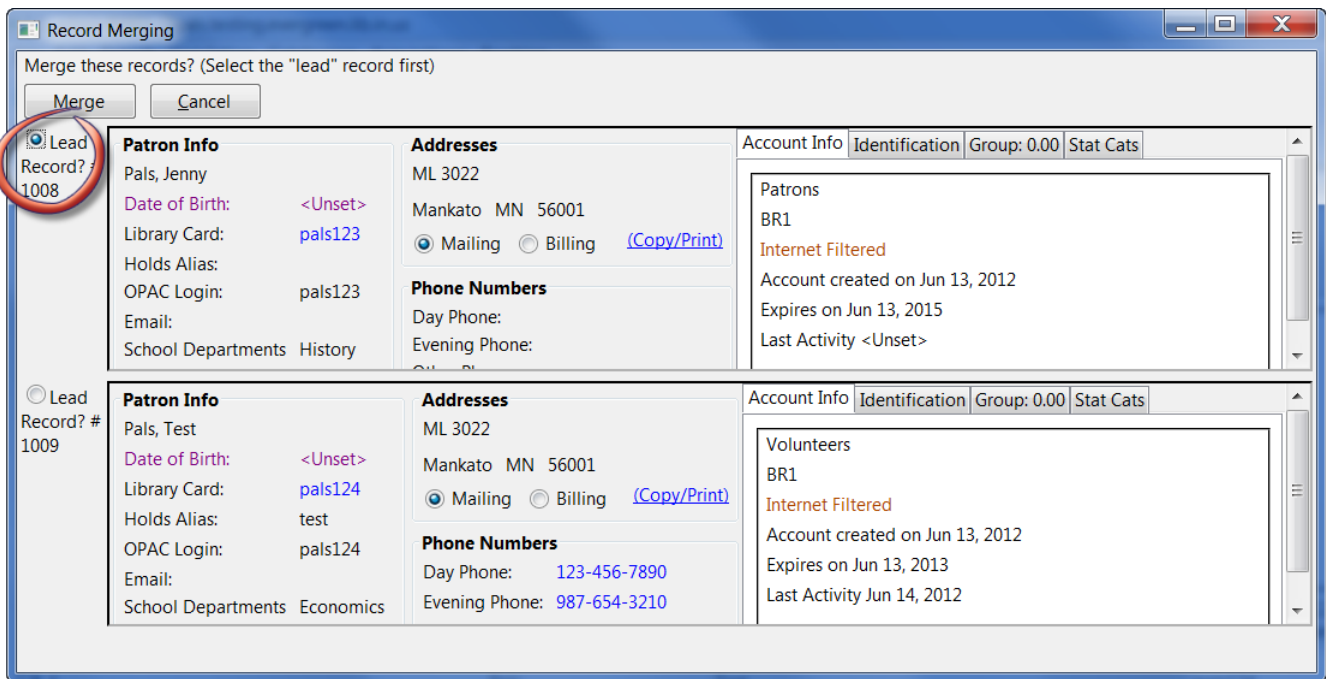 Record Merging
Merge these records? (Select the "lead" record first)
Merge Cancel
Lead Record? # 1008
Patron Info
Pals, Jenny
Date of Birth: <Unset>
Library Card: pals123
Holds Alias:
OPAC Login: pals123
Email:
School Departments History
Addresses
ML 3022
Mankato MN 56001
Mailing Billing (Copy/Print)
Phone Numbers
Day Phone:
Evening Phone:
Account Info Identification Group: 0.00 Stat Cats
Patrons
BR1
Internet Filtered
Account created on Jun 13, 2012
Expires on Jun 13, 2015
Last Activity <Unset>
Lead Record? # 1009
Patron Info
Pals, Test
Date of Birth: <Unset>
Library Card: pals124
Holds Alias: test
OPAC Login: pals124
Email:
School Departments Economics
Addresses
ML 3022
Mankato MN 56001
Mailing Billing (Copy/Print)
Phone Numbers
Day Phone: 123-456-7890
Evening Phone: 987-654-3210
Account Info Identification Group: 0.00 Stat Cats
Volunteers
BR1
Internet Filtered
Account created on Jun 13, 2012
Expires on Jun 13, 2013
Last Activity Jun 14, 2012